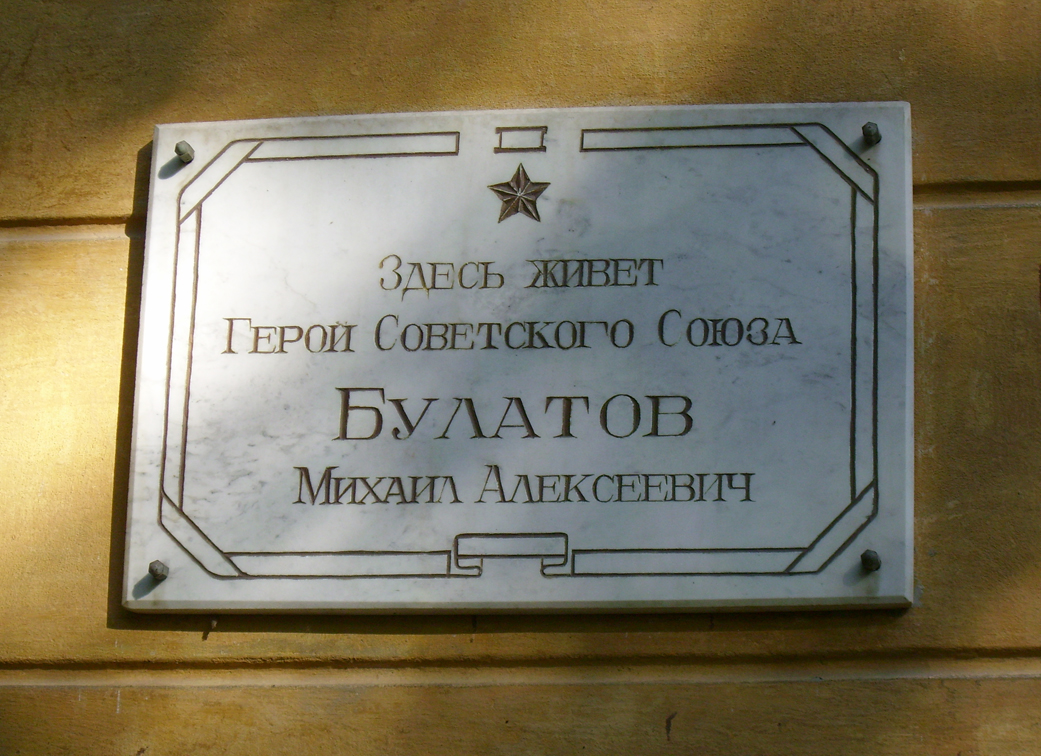 Здесь живет
Герой Советского Союза
БУЛАТОВ
Михаил Алексеевич